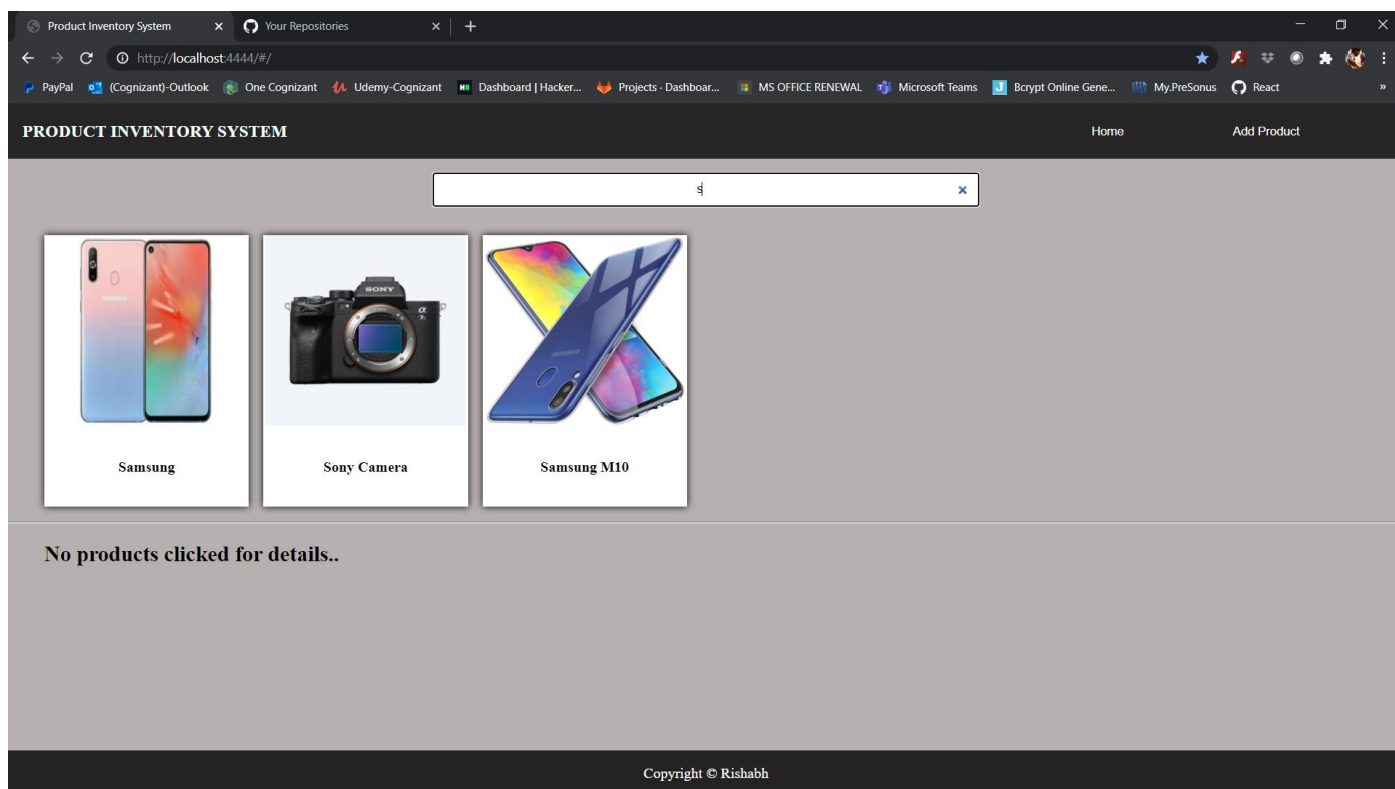 Product Inventory System
Your Repositories
http://localhost:4444/#/
PayPal (Cognizant)-Outlook One Cognizant Udemy-Cognizant Dashboard | Hacker... Projects · Dashboar... MS OFFICE RENEWAL Microsoft Teams Bcrypt Online Gene... My.PreSonus React
PRODUCT INVENTORY SYSTEM
Home
Add Product
s
SONY
α
Samsung
Sony Camera
Samsung M10
No products clicked for details..
Copyright © Rishabh